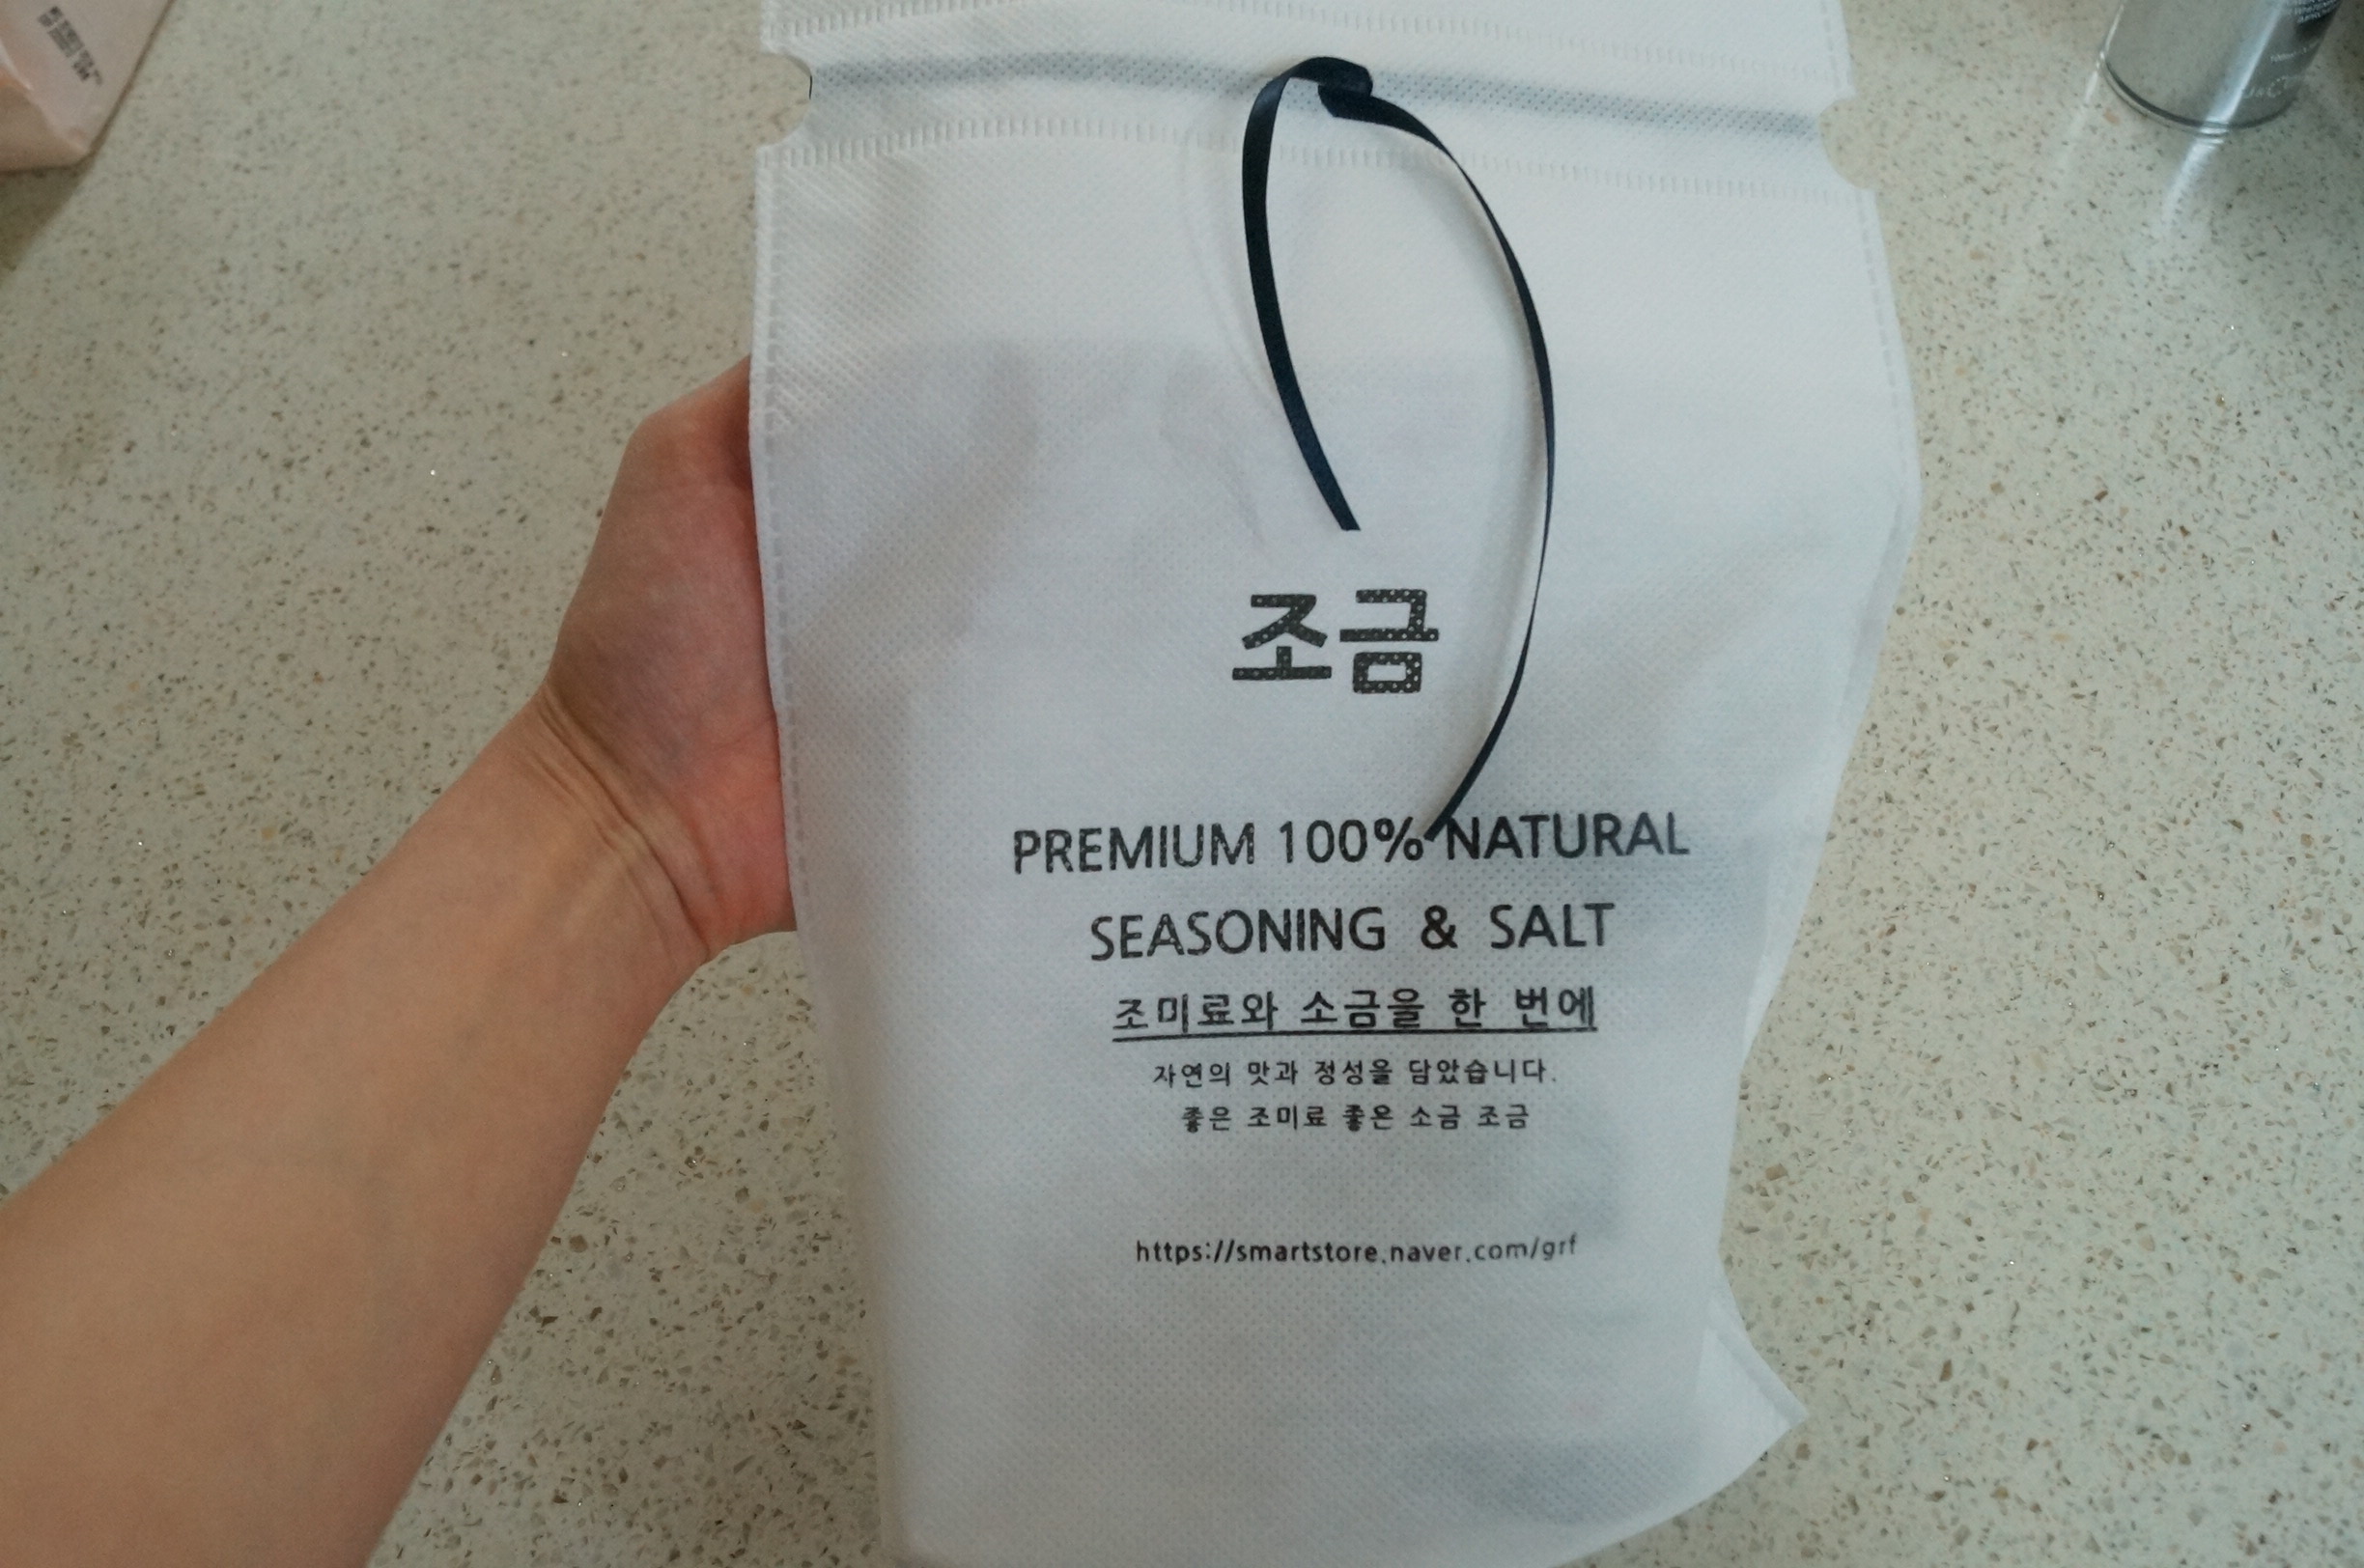 조금
PREMIUM 100% NATURAL
SEASONING & SALT
조미료와 소금을 한 번에
자연의 맛과 정성을 담았습니다.
좋은 조미료 좋은 소금 조금
https://smartstore.naver.com/grf